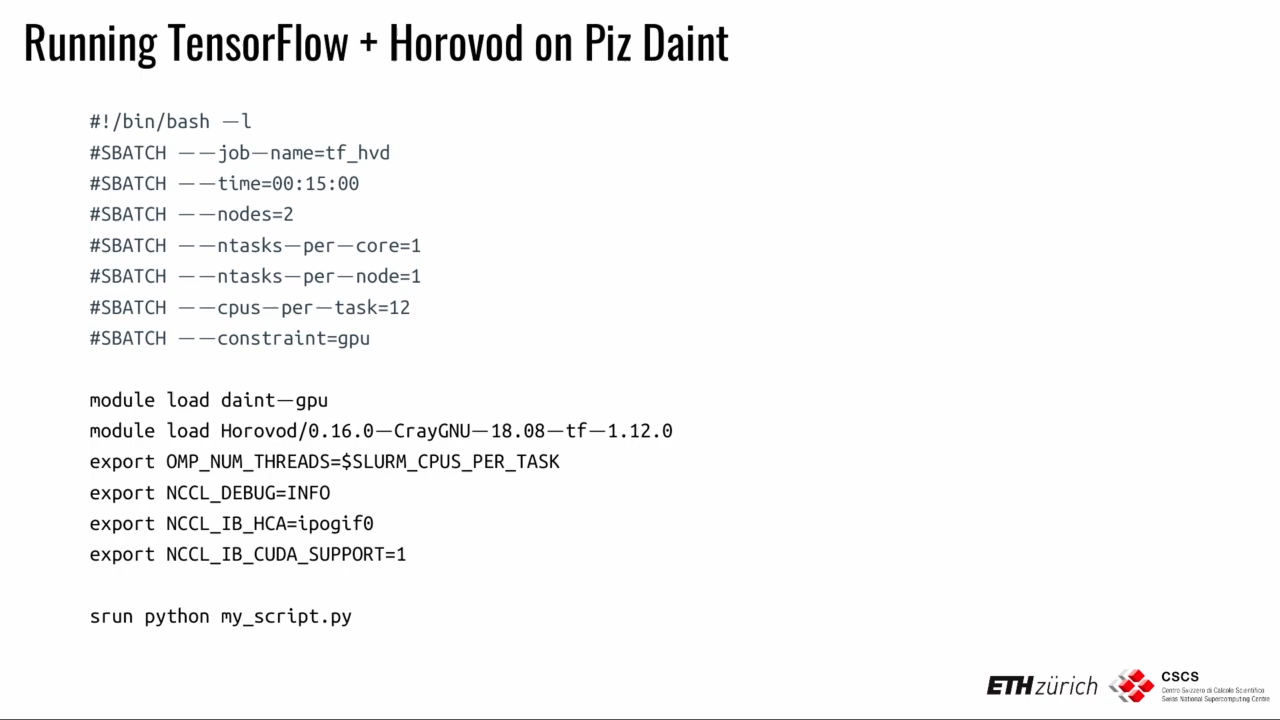 Running TensorFlow + Horovod on Piz Daint
#!/bin/bash —l
#SBATCH ——job—name=tf_hvd
#SBATCH ——time=00:15:00
#SBATCH ——nodes=2
#SBATCH ——ntasks—per—core=1
#SBATCH ——ntasks—per—node=1
#SBATCH ——cpus—per—task=12
#SBATCH ——constraint=gpu
module load daint—gpu
module load Horovod/0.16.0—CrayGNU—18.08—tf—1.12.0
export OMP_NUM_THREADS=$SLURM_CPUS_PER_TASK
export NCCL_DEBUG=INFO
export NCCL_IB_HCA=ipogif0
export NCCL_IB_CUDA_SUPPORT=1
srun python my_script.py
ETH zürich
CSCS
Centro Svizzero di Calcolo Scientifico
Swiss National Supercomputing Centre